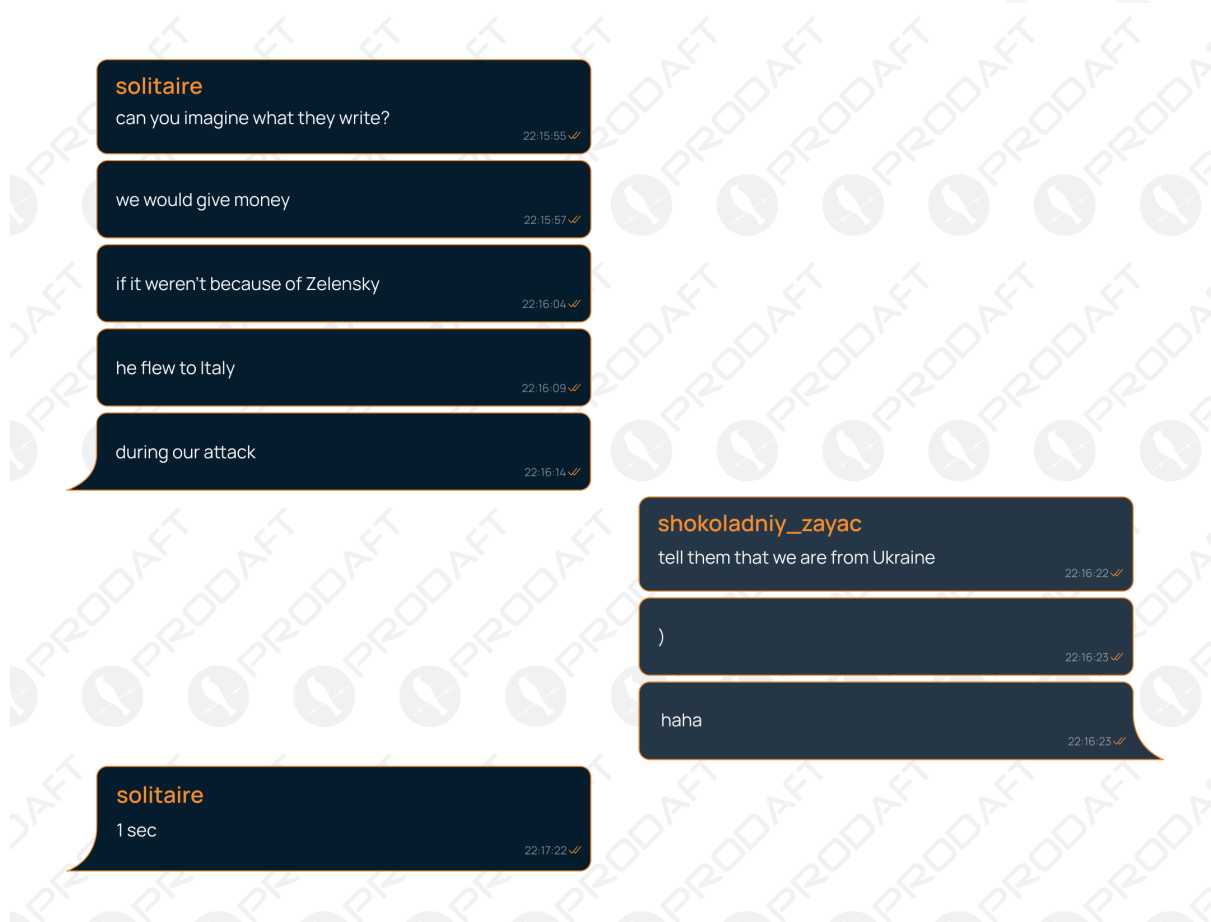 solitaire
can you imagine what they write?
22:15:55
we would give money
22:15:57
if it weren't because of Zelensky
22:16:04
he flew to Italy
22:16:09
during our attack
22:16:14
shokoladniy_zayac
tell them that we are from Ukraine
22:16:22
)
22:16:23
haha
22:16:23
solitaire
1 sec
22:17:22
PRODAFT